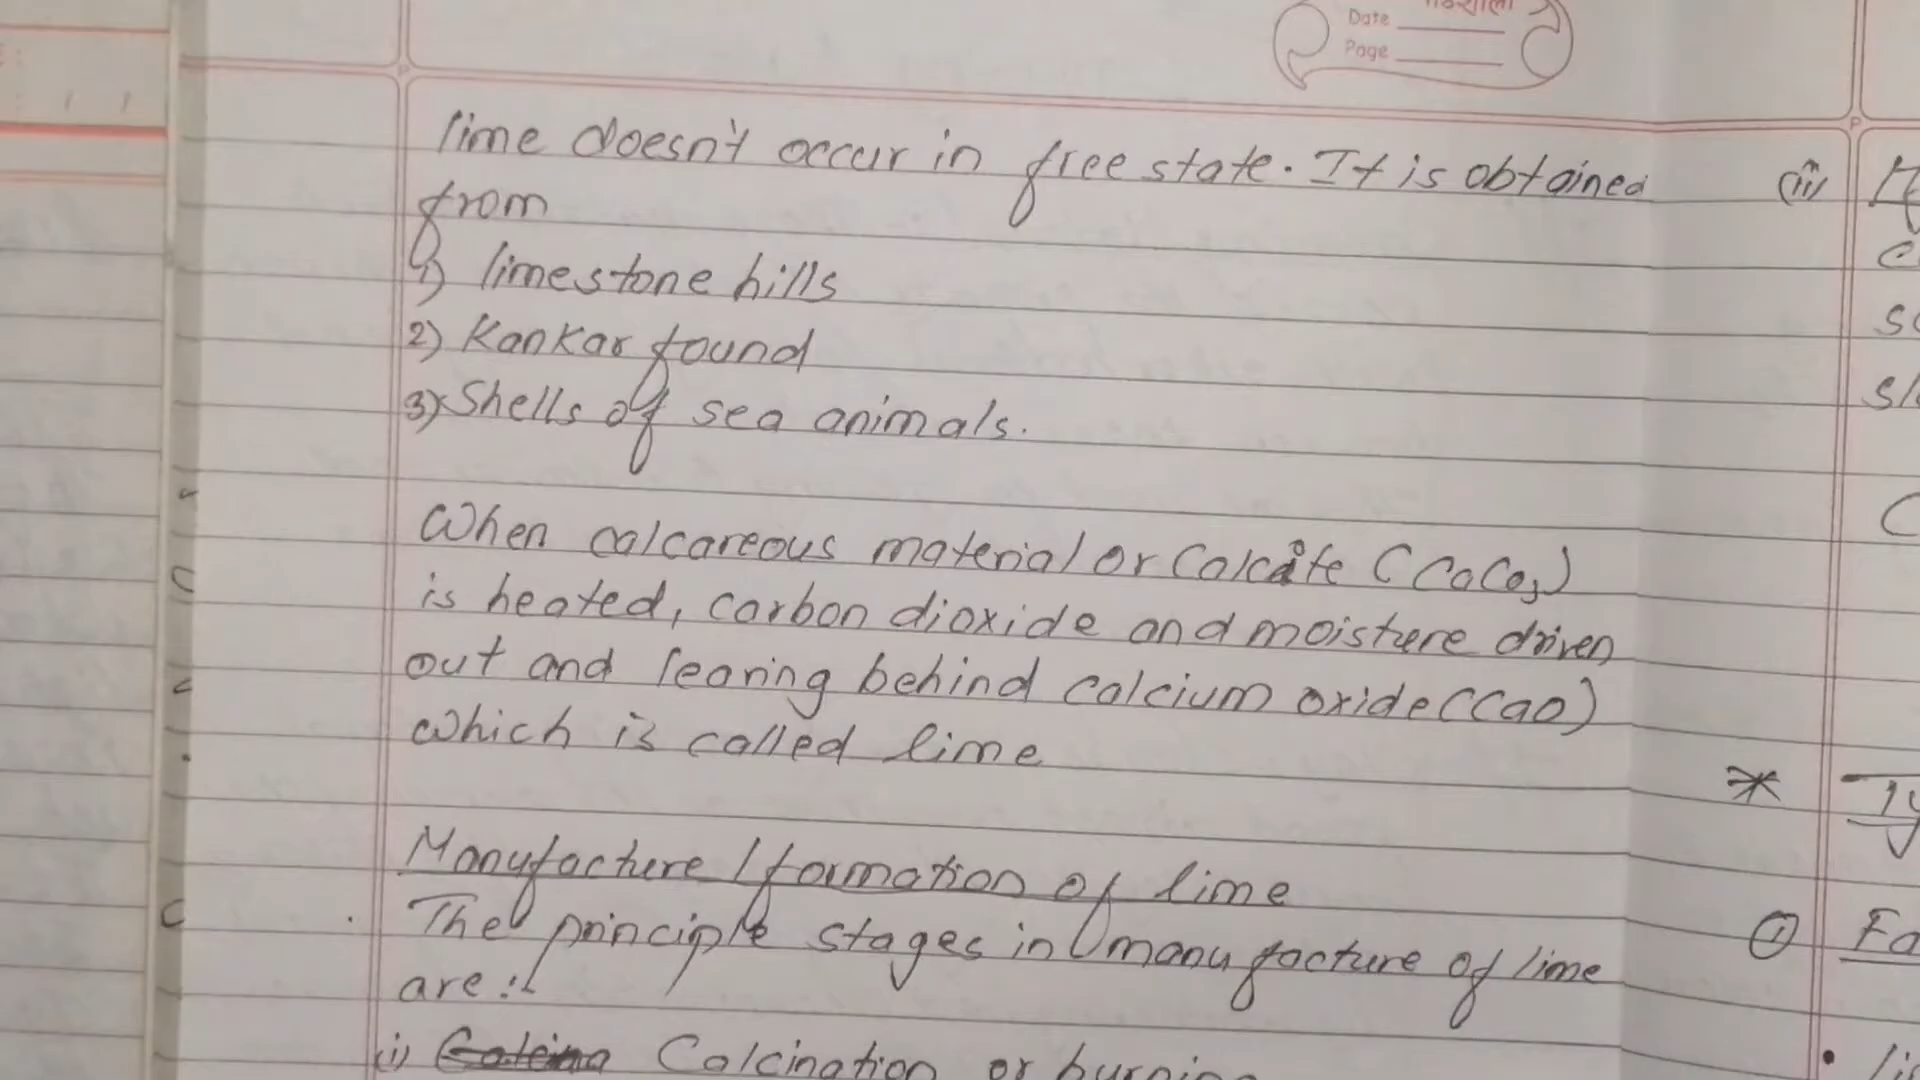 Date
Page
lime doesn't occur in free state. It is obtained
from
1) limestone hills
2) Kankar found
3) Shells of sea animals.
When calcareous material or Calcite (CaCo₃)
is heated, carbon dioxide and moisture driven
out and leaving behind calcium oxide (CaO)
which is called lime
Manufacture / formation of lime
The principle stages in manufacture of lime
are :-
(i) Calcination or burning
(ii)